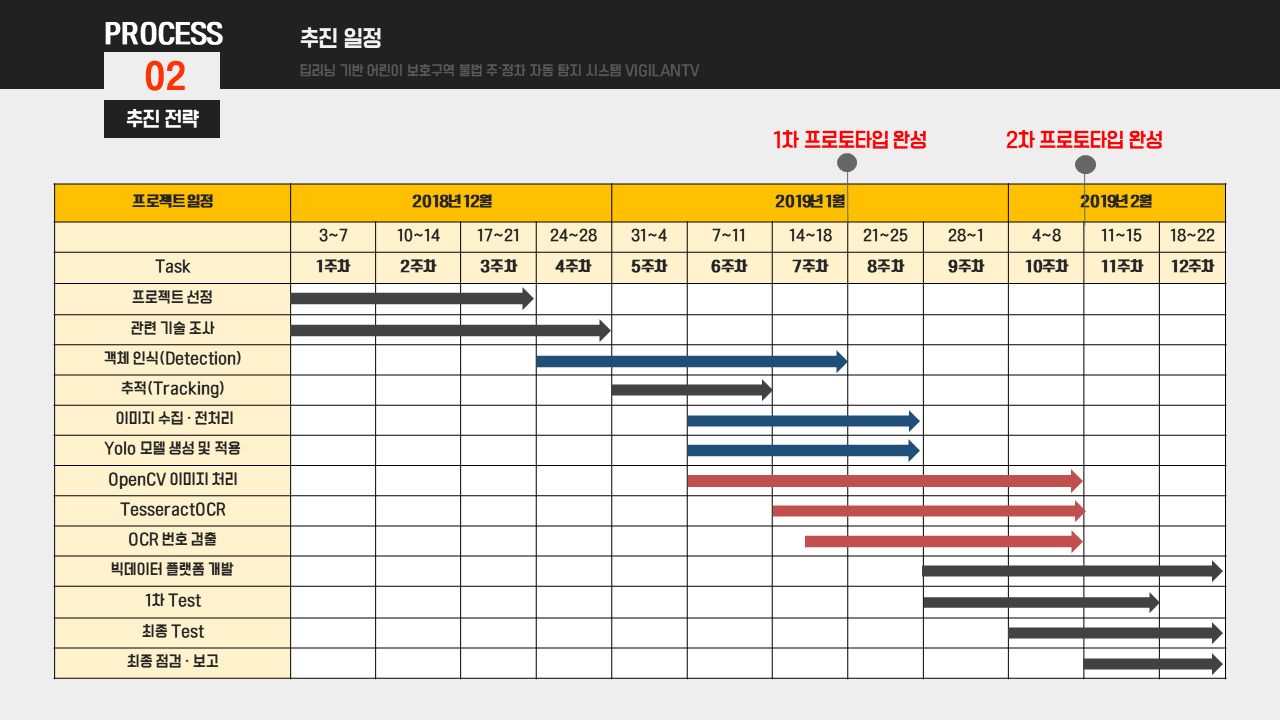 PROCESS
02
추진 전략
추진 일정
딥러닝 기반 어린이 보호구역 불법 주·정차 자동 탐지 시스템 VIGILANTV
1차 프로토타입 완성
2차 프로토타입 완성
프로젝트일정 2018년 12월 2019년 1월 2019년 2월
3~7 10~14 17~21 24~28 31~4 7~11 14~18 21~25 28~1 4~8 11~15 18~22
Task 1주차 2주차 3주차 4주차 5주차 6주차 7주차 8주차 9주차 10주차 11주차 12주차
프로젝트 선정
관련 기술 조사
객체 인식(Detection)
추적(Tracking)
이미지 수집 · 전처리
Yolo 모델 생성 및 적용
OpenCV 이미지 처리
TesseractOCR
OCR 번호 검출
빅데이터 플랫폼 개발
1차 Test
최종 Test
최종 점검 · 보고